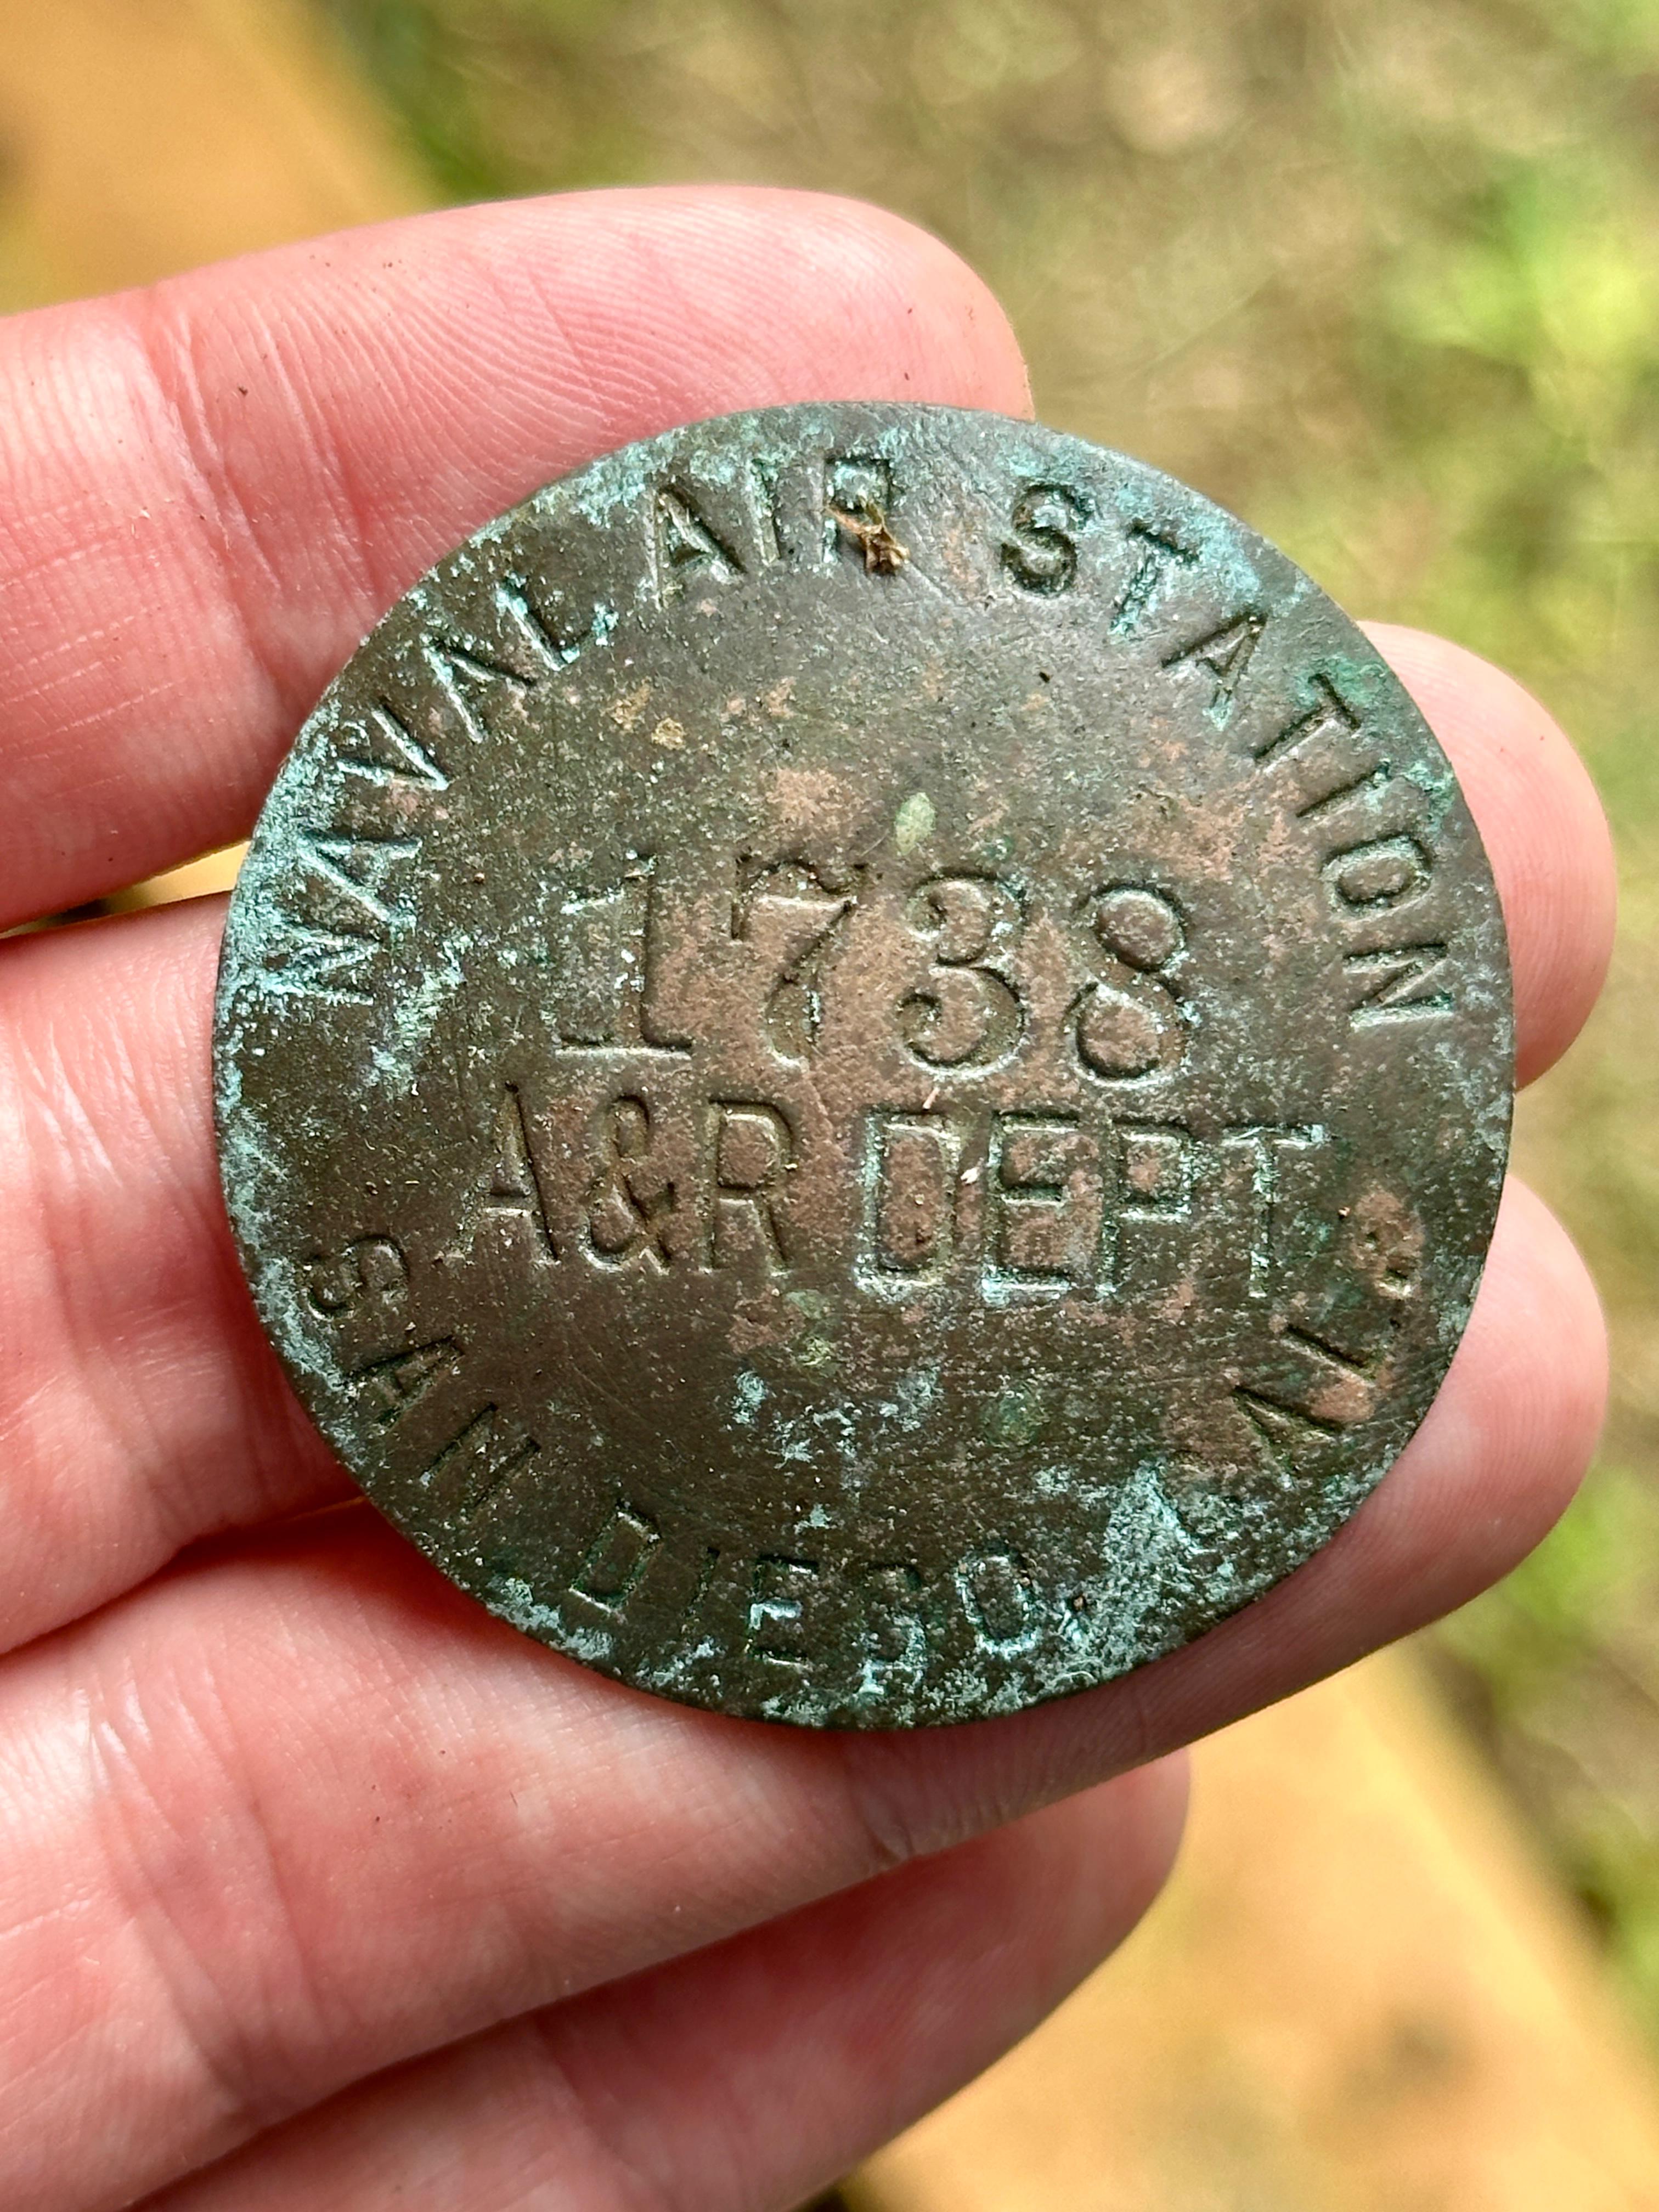 NAVAL AIR STATION
1738
A&R DEPT.
SAN DIEGO